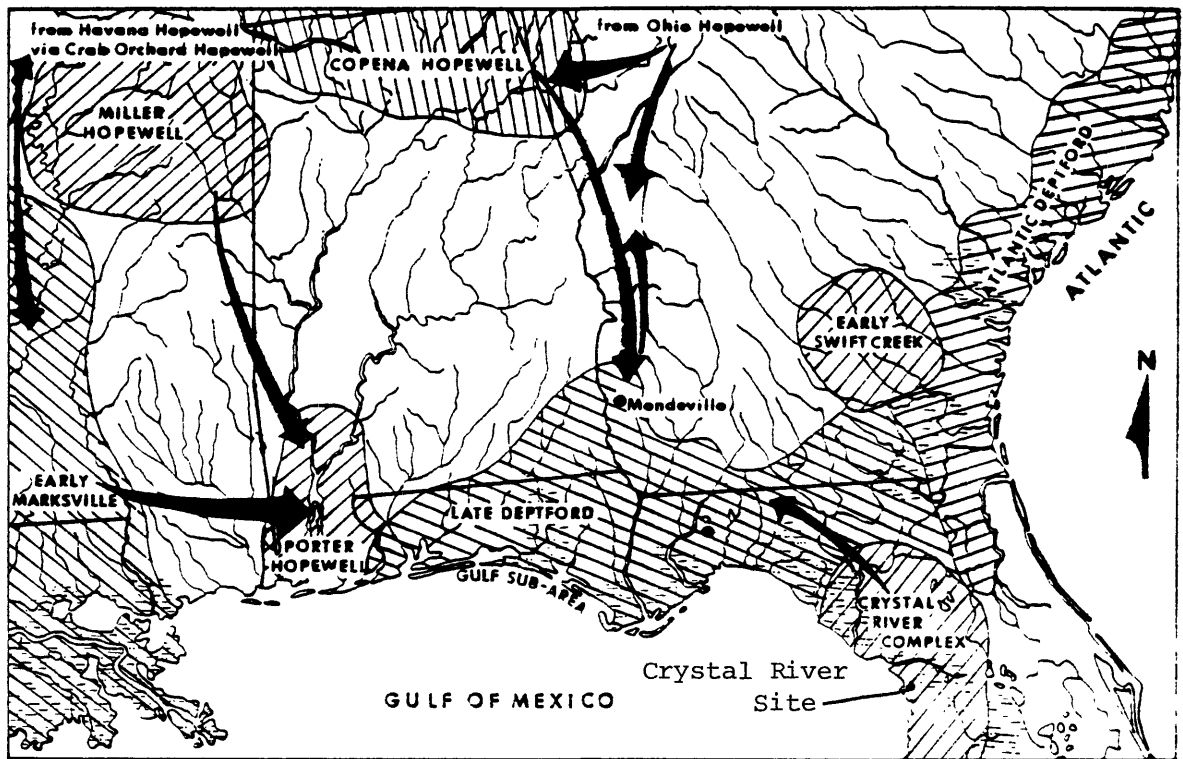 from Havana Hopewell
via Crab Orchard Hopewell
COPENA HOPEWELL
from Ohio Hopewell
MILLER
HOPEWELL
ATLANTIC DEPTFORD
ATLANTIC
EARLY
SWIFT CREEK
N
Mandeville
EARLY
MARKSVILLE
LATE DEPTFORD
PORTER
HOPEWELL
GULF SUB-AREA
CRYSTAL
RIVER
COMPLEX
Crystal River
Site
GULF OF MEXICO